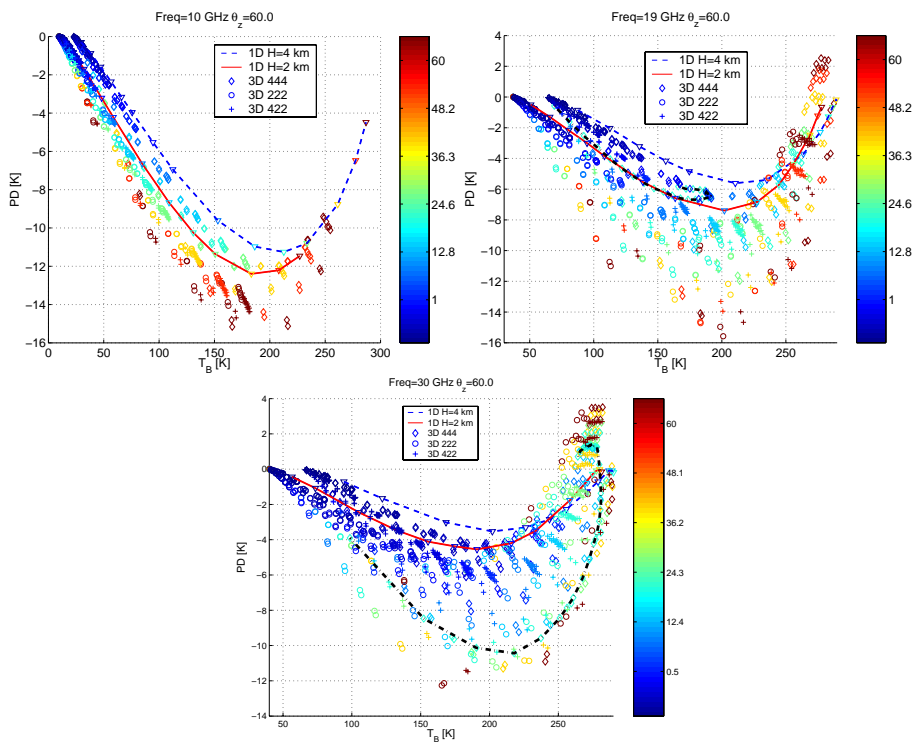 Freq=10 GHz θ_z=60.0
0
−2
−4
−6
−8
−10
−12
−14
−16
PD [K]
0 50 100 150 200 250 300
T_B [K]
1D H=4 km
1D H=2 km
3D 444
3D 222
3D 422
60
48.2
36.3
24.6
12.8
1
Freq=19 GHz θ_z=60.0
4
2
0
−2
−4
−6
−8
−10
−12
−14
−16
PD [K]
50 100 150 200 250
T_B [K]
1D H=4 km
1D H=2 km
3D 444
3D 222
3D 422
60
48.2
36.3
24.6
12.8
1
Freq=30 GHz θ_z=60.0
4
2
0
−2
−4
−6
−8
−10
−12
−14
PD [K]
50 100 150 200 250
T_B [K]
1D H=4 km
1D H=2 km
3D 444
3D 222
3D 422
60
48.1
36.2
24.3
12.4
0.5